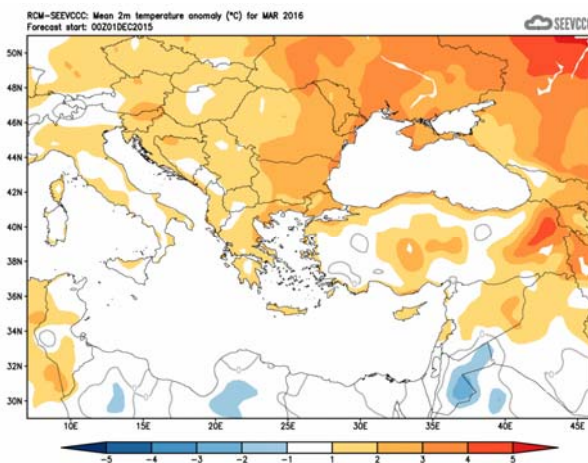 RCM-SEEVCCC: Mean 2m temperature anomaly (°C) for MAR 2016
Forecast start: 00Z01DEC2015
SEEVCCC
50N
48N
46N
44N
42N
40N
38N
36N
34N
32N
30N
10E 15E 20E 25E 30E 35E 40E 45E
-5 -4 -3 -2 -1 1 2 3 4 5